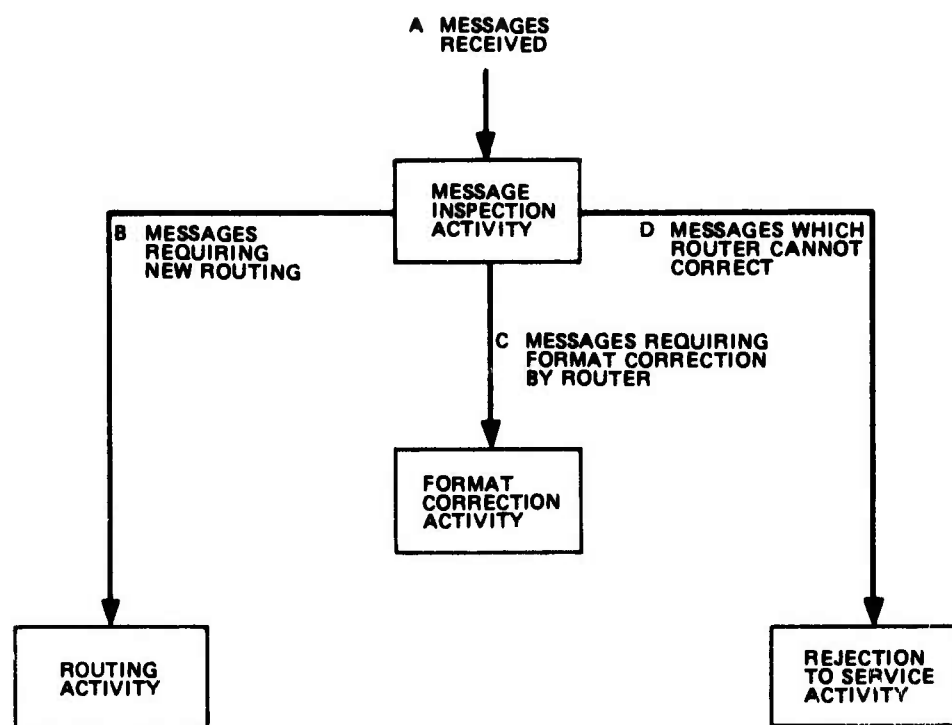 A MESSAGES
RECEIVED
MESSAGE
INSPECTION
ACTIVITY
B MESSAGES
REQUIRING
NEW ROUTING
D MESSAGES WHICH
ROUTER CANNOT
CORRECT
C MESSAGES REQUIRING
FORMAT CORRECTION
BY ROUTER
FORMAT
CORRECTION
ACTIVITY
ROUTING
ACTIVITY
REJECTION
TO SERVICE
ACTIVITY